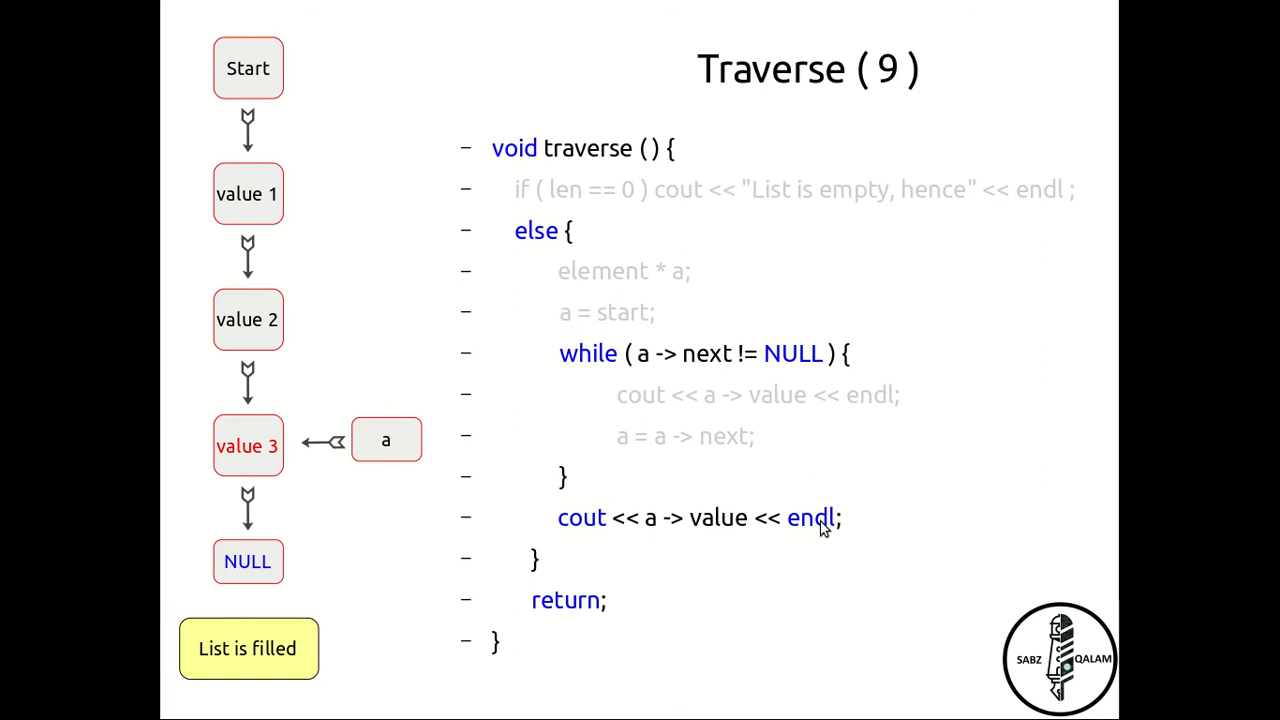 Traverse ( 9 )
Start
value 1
value 2
value 3
a
NULL
List is filled
– void traverse ( ) {
– if ( len == 0 ) cout << "List is empty, hence" << endl ;
– else {
– element * a;
– a = start;
– while ( a -> next != NULL ) {
– cout << a -> value << endl;
– a = a -> next;
– }
– cout << a -> value << endl;
– }
– return;
– }
SABZ QALAM